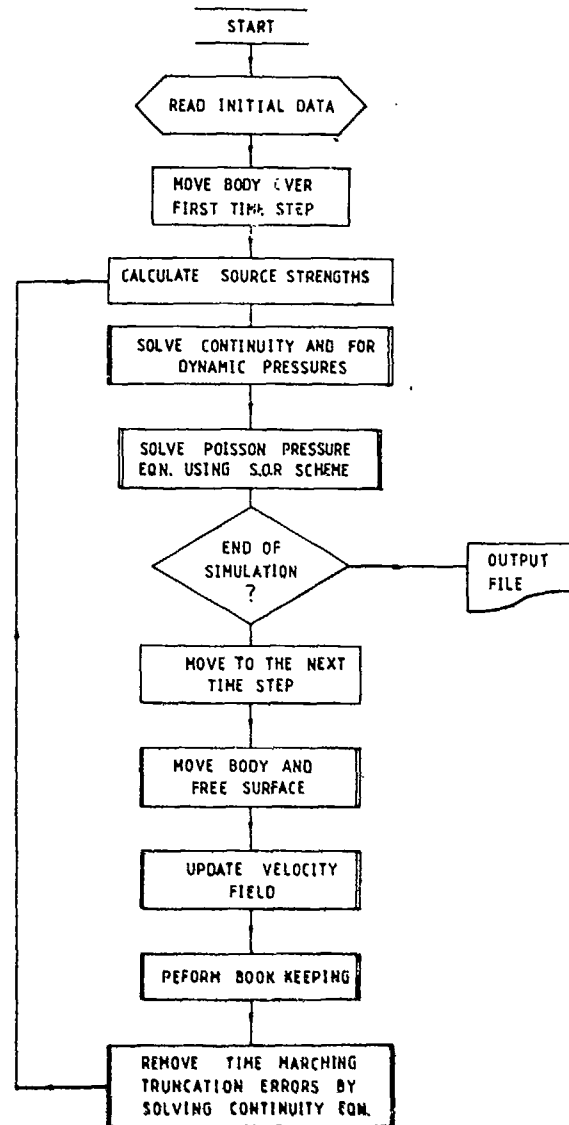 START
READ INITIAL DATA
MOVE BODY OVER
FIRST TIME STEP
CALCULATE SOURCE STRENGTHS
SOLVE CONTINUITY AND FOR
DYNAMIC PRESSURES
SOLVE POISSON PRESSURE
EQN. USING S.O.R SCHEME
END OF
SIMULATION
?
OUTPUT
FILE
MOVE TO THE NEXT
TIME STEP
MOVE BODY AND
FREE SURFACE
UPDATE VELOCITY
FIELD
PEFORM BOOK KEEPING
REMOVE TIME MARCHING
TRUNCATION ERRORS BY
SOLVING CONTINUITY EQN.